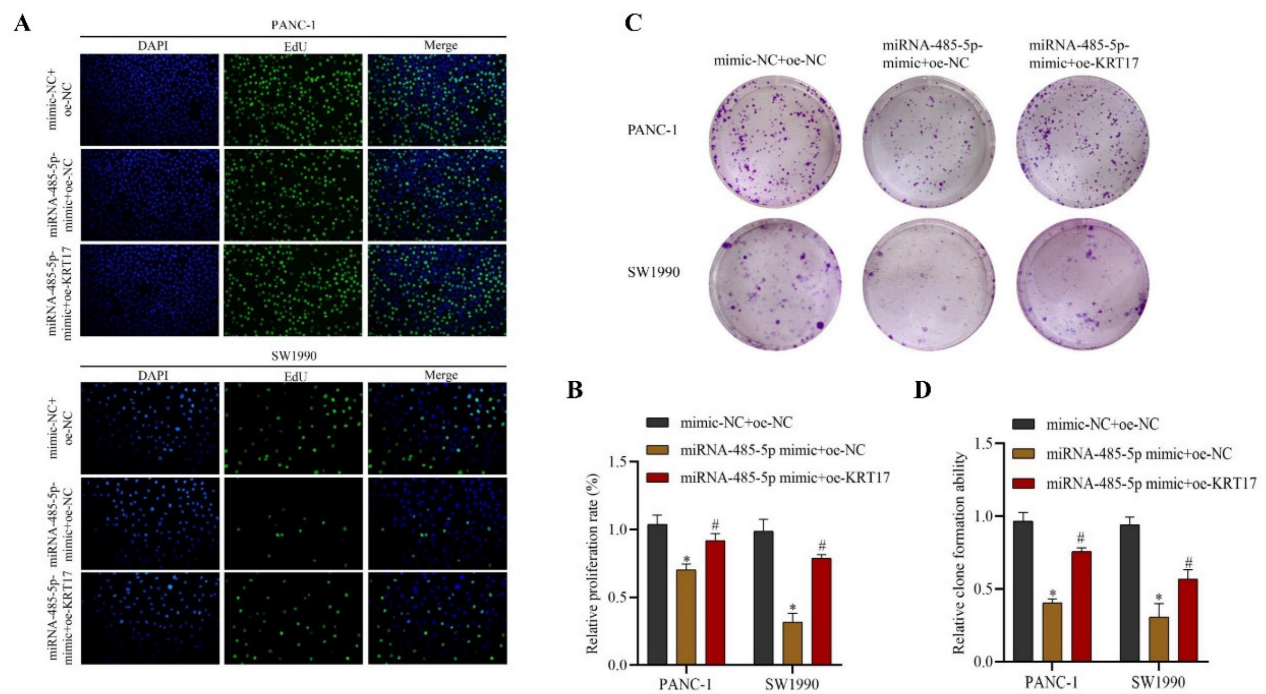 A
PANC-1
DAPI
EdU
Merge
mimic-NC+
oe-NC
miRNA-485-5p-
mimic+oe-NC
miRNA-485-5p-
mimic+oe-KRT17
SW1990
DAPI
EdU
Merge
mimic-NC+
oe-NC
miRNA-485-5p-
mimic+oe-NC
miRNA-485-5p-
mimic+oe-KRT17
C
mimic-NC+oe-NC
miRNA-485-5p-
mimic+oe-NC
miRNA-485-5p-
mimic+oe-KRT17
PANC-1
SW1990
B
mimic-NC+oe-NC
miRNA-485-5p mimic+oe-NC
miRNA-485-5p mimic+oe-KRT17
Relative proliferation rate (%)
1.5
1.0
0.5
0.0
*
#
*
#
PANC-1
SW1990
D
mimic-NC+oe-NC
miRNA-485-5p mimic+oe-NC
miRNA-485-5p mimic+oe-KRT17
Relative clone formation ability
1.5
1.0
0.5
0.0
*
#
*
#
PANC-1
SW1990